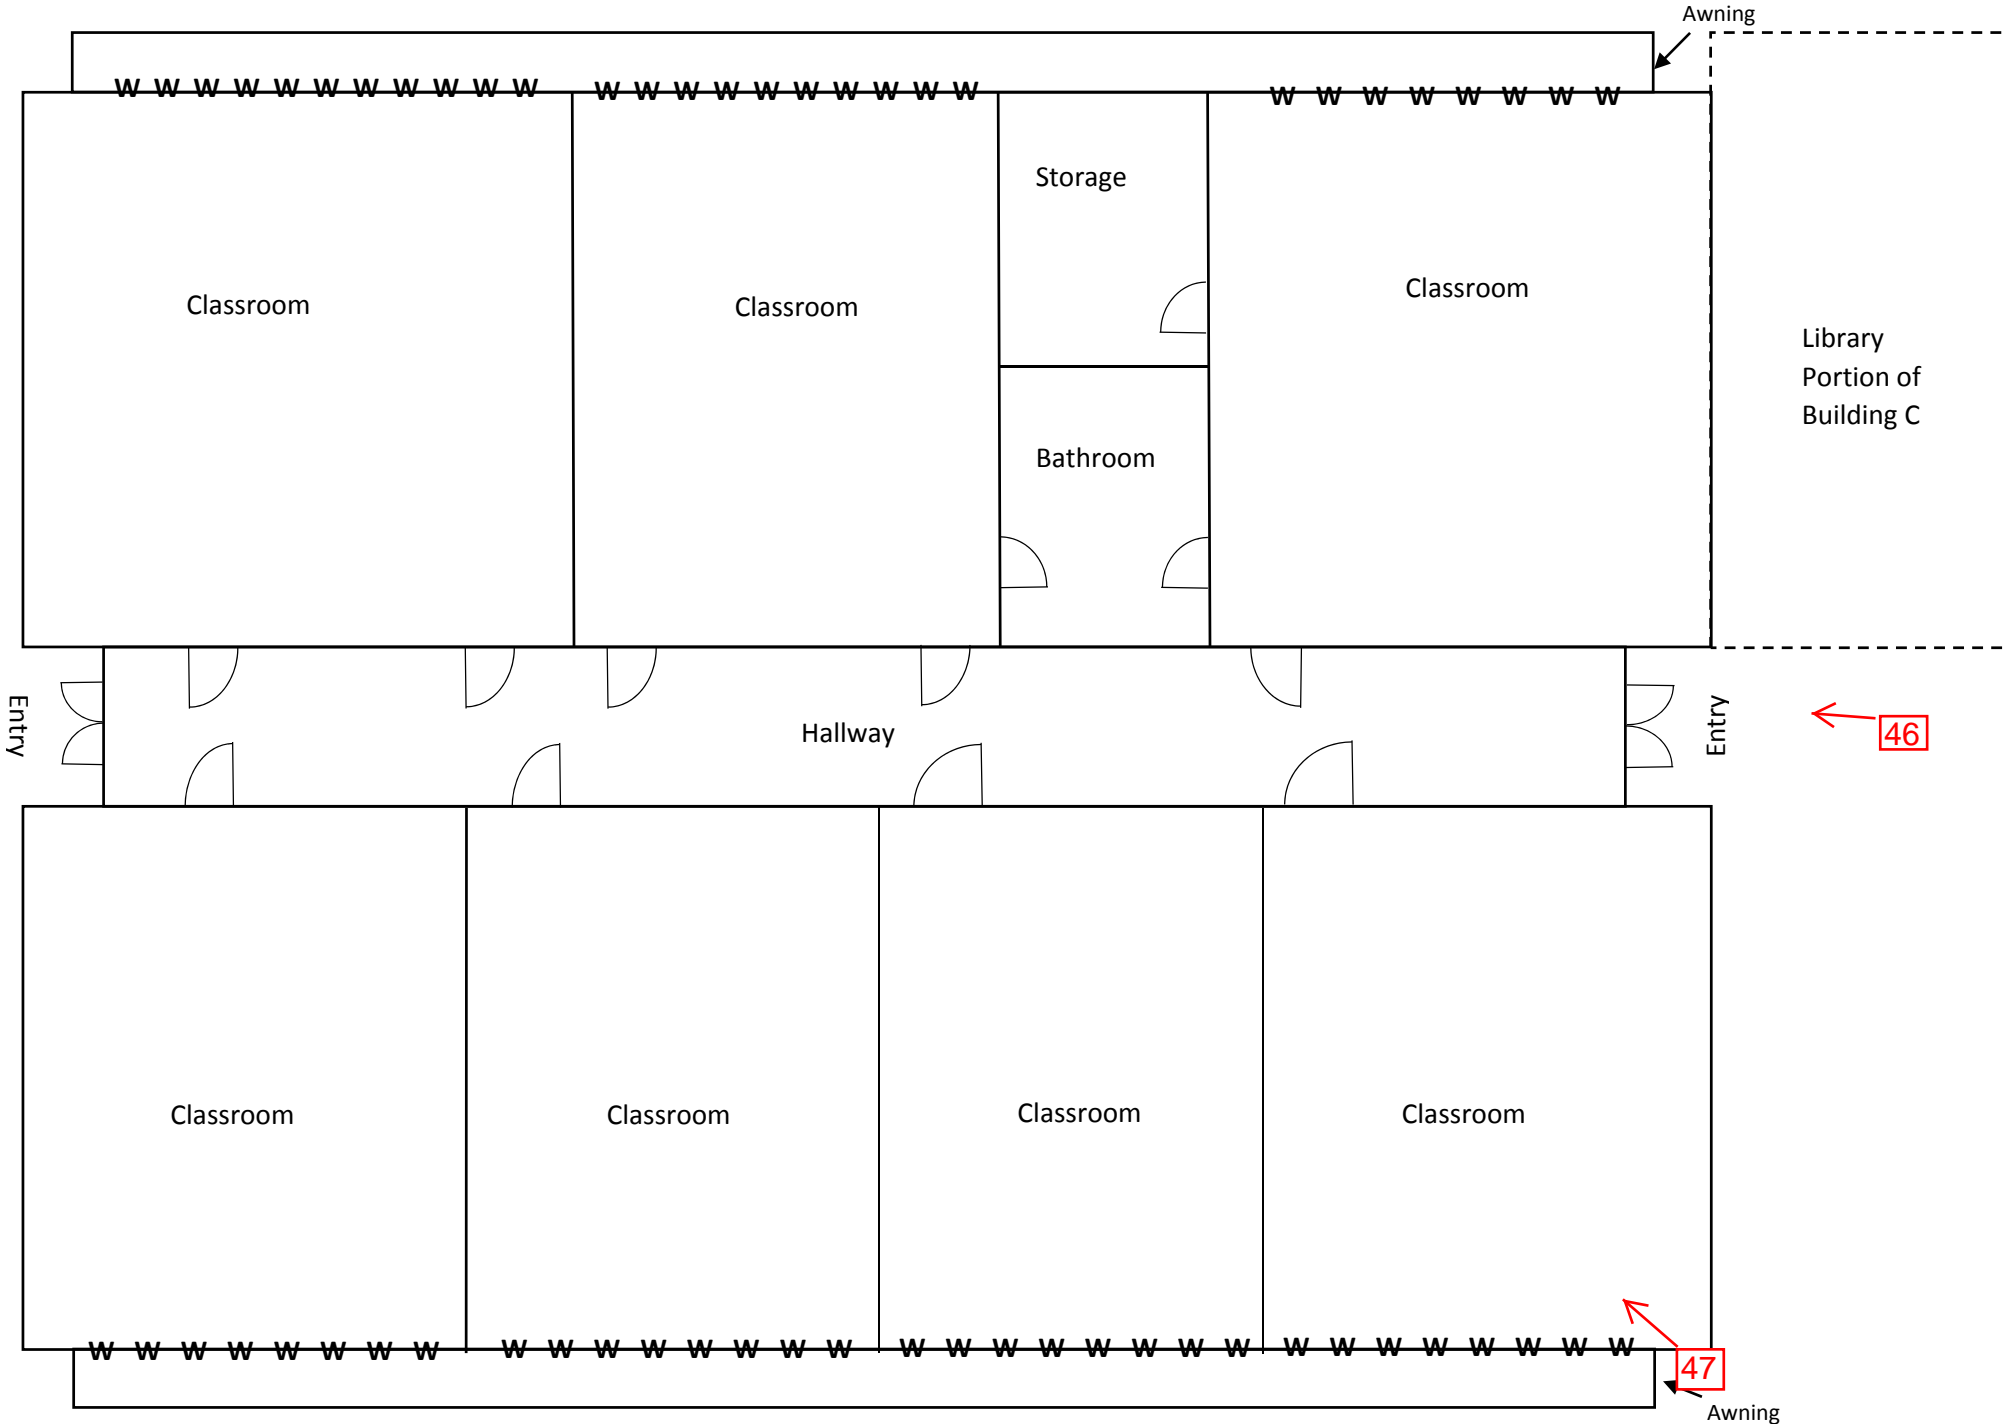 Awning
W W W W W W W W W W W
W W W W W W W W W W
W W W W W W W W
Storage
Classroom
Classroom
Classroom
Library
Portion of
Building C
Bathroom
Entry
Hallway
Entry
46
Classroom
Classroom
Classroom
Classroom
W W W W W W W W
W W W W W W W W
W W W W W W W W
W W W W W W W W
47
Awning